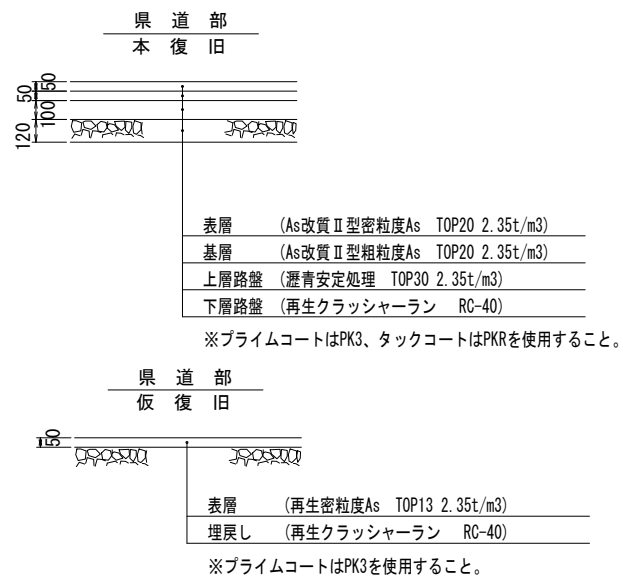 県 道 部
本 復 旧
50
50
100
120
表層 (As改質Ⅱ型密粒度As TOP20 2.35t/m3)
基層 (As改質Ⅱ型粗粒度As TOP20 2.35t/m3)
上層路盤 (瀝青安定処理 TOP30 2.35t/m3)
下層路盤 (再生クラッシャーラン RC-40)
※プライムコートはPK3、タックコートはPKRを使用すること。
県 道 部
仮 復 旧
50
表層 (再生密粒度As TOP13 2.35t/m3)
埋戻し (再生クラッシャーラン RC-40)
※プライムコートはPK3を使用すること。